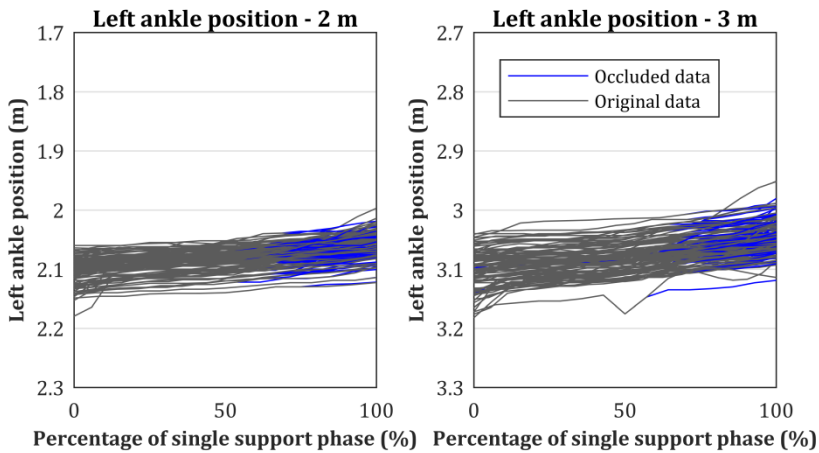 Left ankle position - 2 m
Left ankle position (m)
1.7
1.8
1.9
2
2.1
2.2
2.3
0
50
100
Percentage of single support phase (%)
Left ankle position - 3 m
Left ankle position (m)
2.7
2.8
2.9
3
3.1
3.2
3.3
0
50
100
Percentage of single support phase (%)
Occluded data
Original data